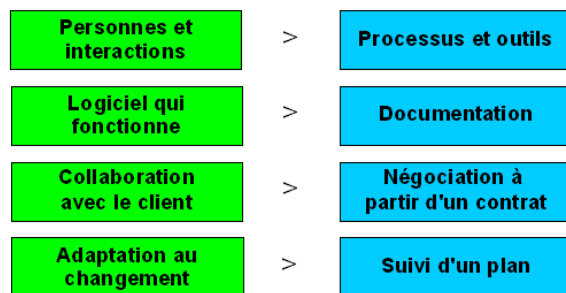 Personnes et
interactions
>
Processus et outils
Logiciel qui
fonctionne
>
Documentation
Collaboration
avec le client
>
Négociation à
partir d'un contrat
Adaptation au
changement
>
Suivi d'un plan